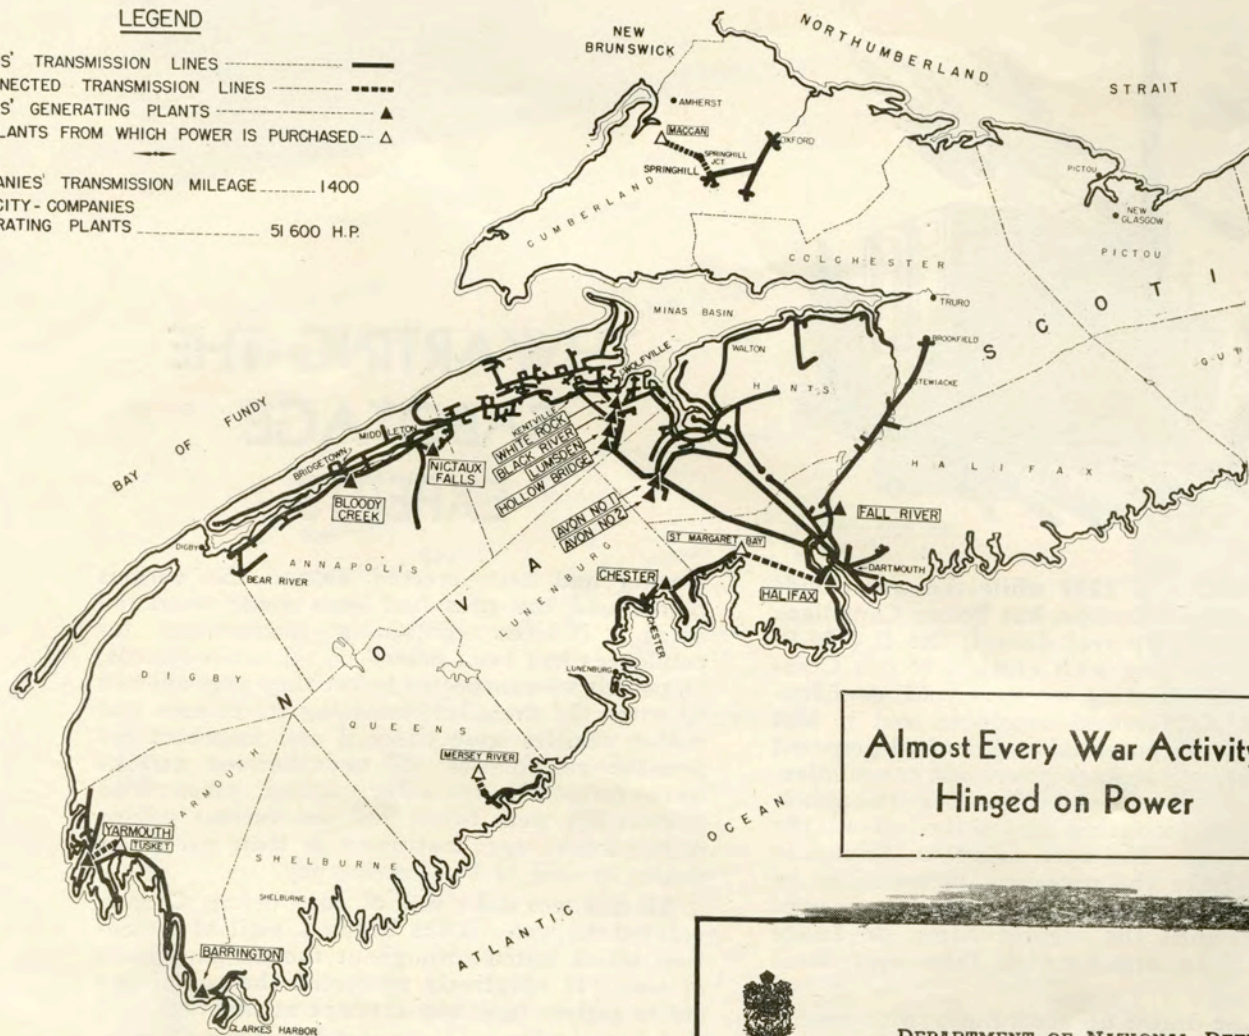 LEGEND
S' TRANSMISSION LINES
NECTED TRANSMISSION LINES
S' GENERATING PLANTS
LANTS FROM WHICH POWER IS PURCHASED
ANIES' TRANSMISSION MILEAGE 1400
CITY - COMPANIES
RATING PLANTS 51 600 H.P.
NEW
BRUNSWICK
NORTHUMBERLAND
STRAIT
AMHERST
MACCAN
OXFORD
SPRINGHILL
JCT.
SPRINGHILL
PICTOU
NEW
GLASGOW
CUMBERLAND
COLCHESTER
PICTOU
MINAS BASIN
TRURO
SCOTI
WOLFVILLE
WALTON
BROOKFIELD
HANTS
STEWIACKE
BAY OF FUNDY
KENTVILLE
WHITE ROCK
BLACK RIVER
LUMSDEN
HOLLOW BRIDGE
MIDDLETON
BRIDGETOWN
NICTAUX
FALLS
HALIFAX
BLOODY
CREEK
AVON NO 1
AVON NO. 2
FALL RIVER
DIGBY
ST MARGARET BAY
ANNAPOLIS
DARTMOUTH
BEAR RIVER
CHESTER
HALIFAX
LUNENBURG
CHESTER
NOVA
LUNENBURG
DIGBY
QUEENS
MERSEY RIVER
YARMOUTH
ATLANTIC OCEAN
YARMOUTH
TUSKET
SHELBURNE
SHELBURNE
BARRINGTON
CLARKES HARBOR
Almost Every War Activity
Hinged on Power